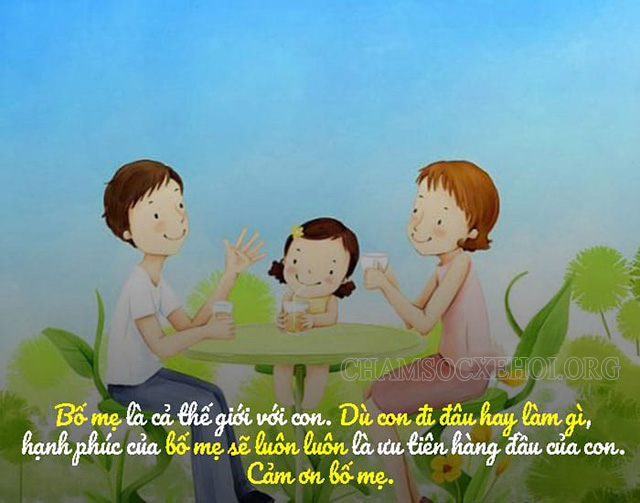 CHAMSOCXEHOI.ORG
Bố mẹ là cả thế giới với con. Dù con đi đâu hay làm gì,
hạnh phúc của bố mẹ sẽ luôn luôn là ưu tiên hàng đầu của con.
Cảm ơn bố mẹ.